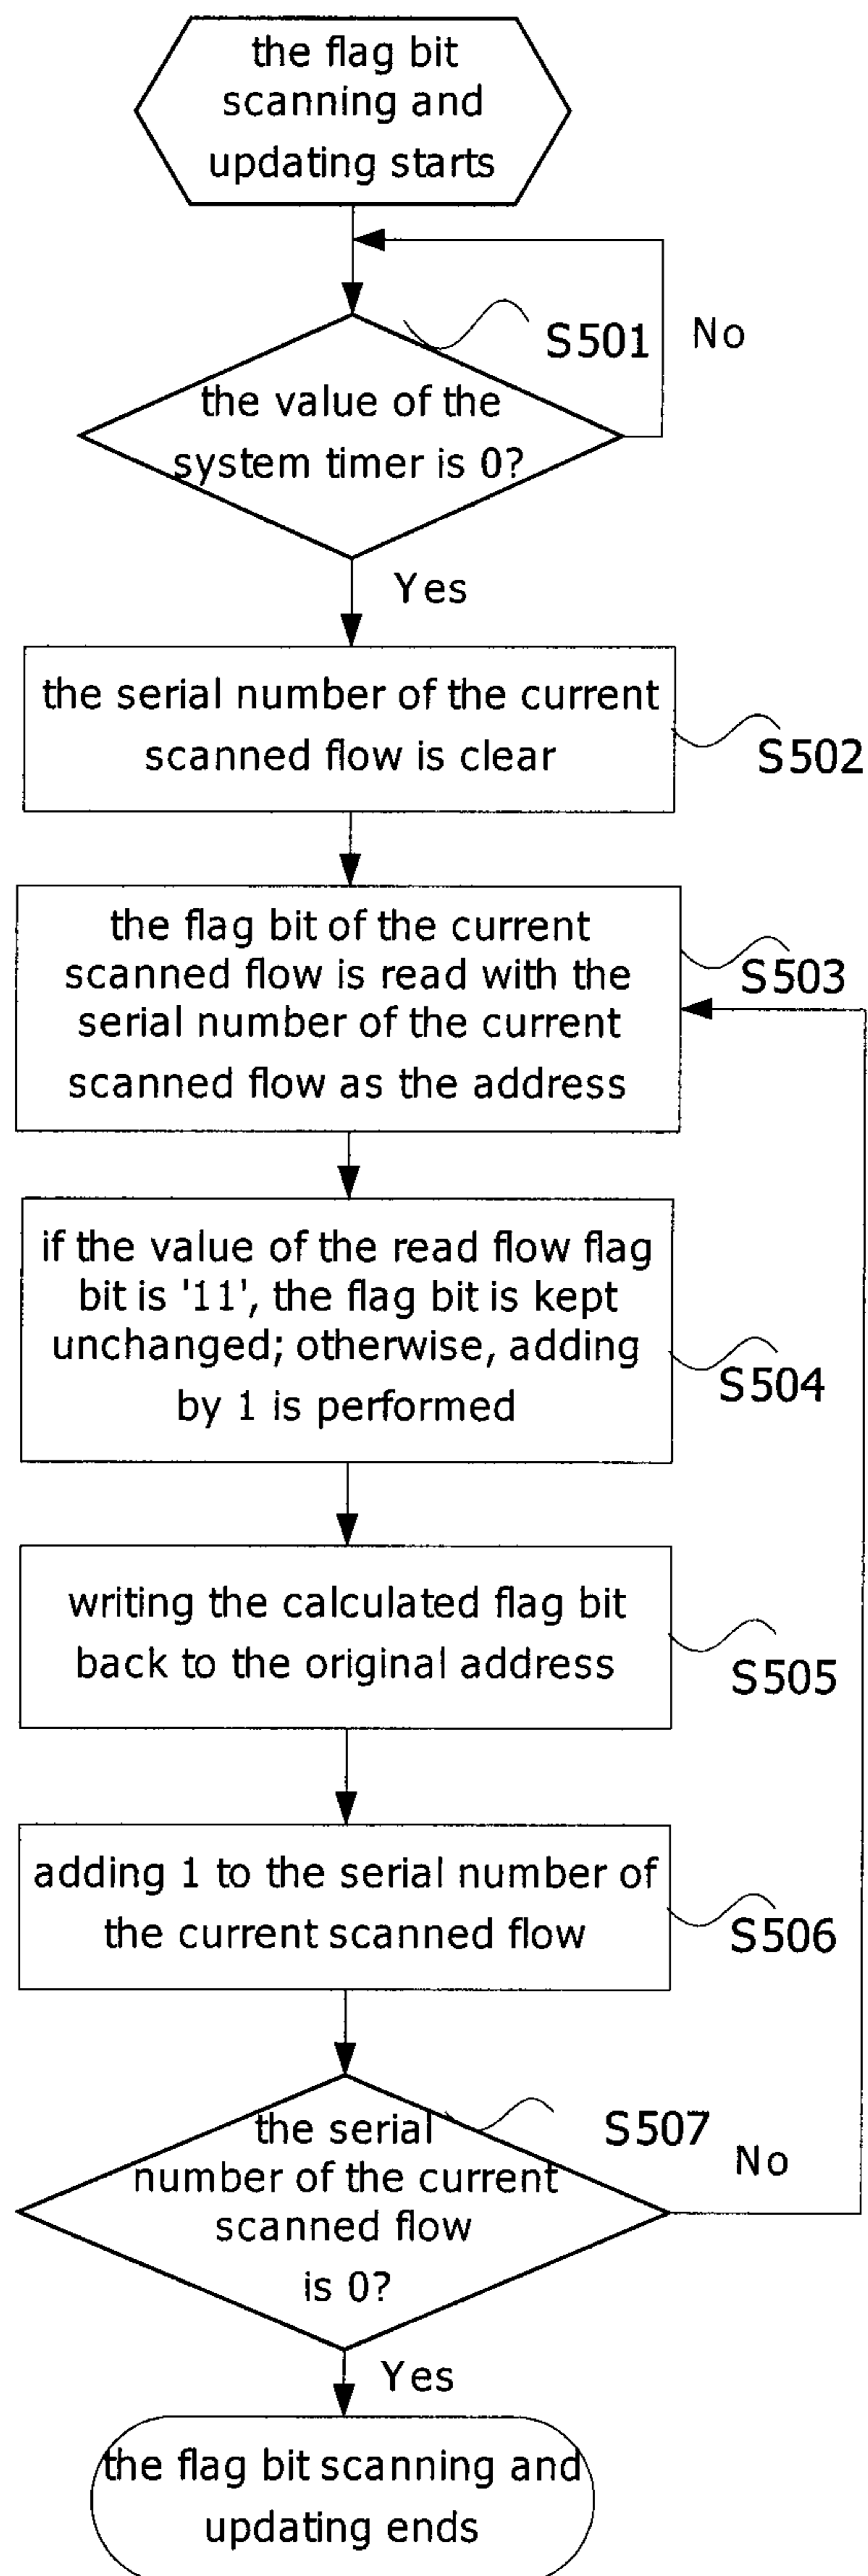 the flag bit
scanning and
updating starts
S501
No
the value of the
system timer is 0?
Yes
the serial number of the current
scanned flow is clear
S502
the flag bit of the current
scanned flow is read with the
serial number of the current
scanned flow as the address
S503
if the value of the read flow flag
bit is '11', the flag bit is kept
unchanged; otherwise, adding
by 1 is performed
S504
writing the calculated flag bit
back to the original address
S505
adding 1 to the serial number of
the current scanned flow
S506
the serial
number of the current
scanned flow
is 0?
S507
No
Yes
the flag bit scanning and
updating ends